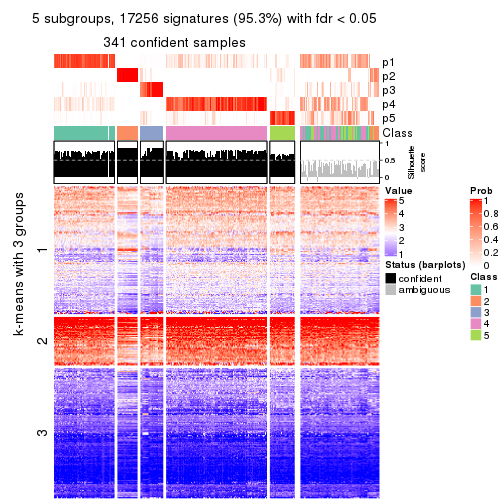 5 subgroups, 17256 signatures (95.3%) with fdr < 0.05
341 confident samples
p1
p2
p3
p4
p5
Class
1
0.5
0
Silhouette
score
k-means with 3 groups
1
2
3
Value
5
4
3
2
1
Status (barplots)
confident
ambiguous
Prob
1
0.8
0.6
0.4
0.2
0
Class
1
2
3
4
5